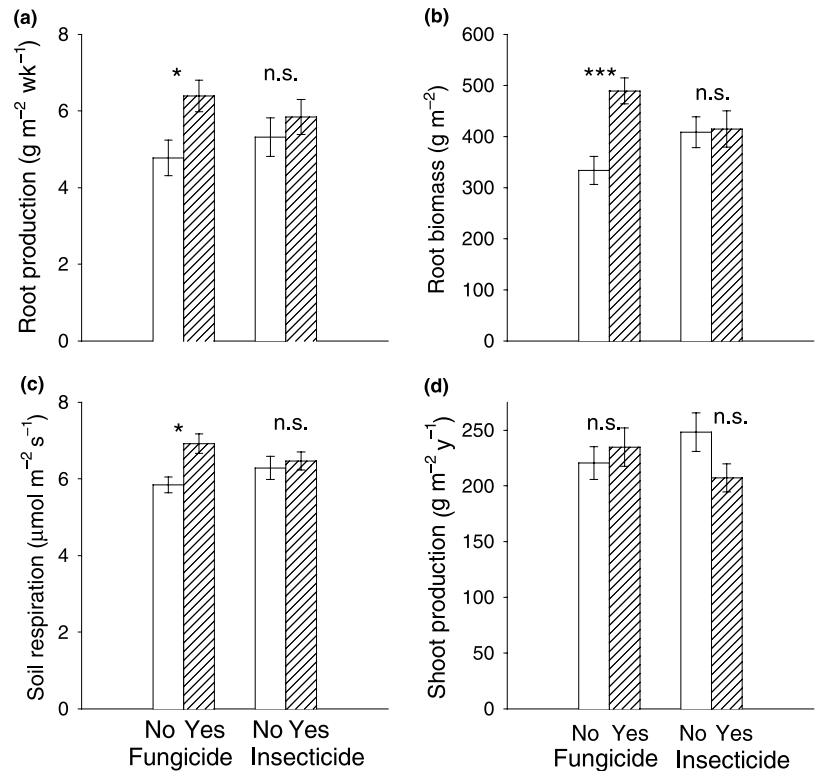 (a)
Root production (g m⁻² wk⁻¹)
8
6
4
2
0
*
n.s.
(b)
Root biomass (g m⁻²)
600
500
400
300
200
100
0
***
n.s.
(c)
Soil respiration (μmol m⁻² s⁻¹)
8
6
4
2
0
*
n.s.
No Yes No Yes
Fungicide Insecticide
(d)
Shoot production (g m⁻² y⁻¹)
250
200
150
100
50
0
n.s.
n.s.
No Yes No Yes
Fungicide Insecticide